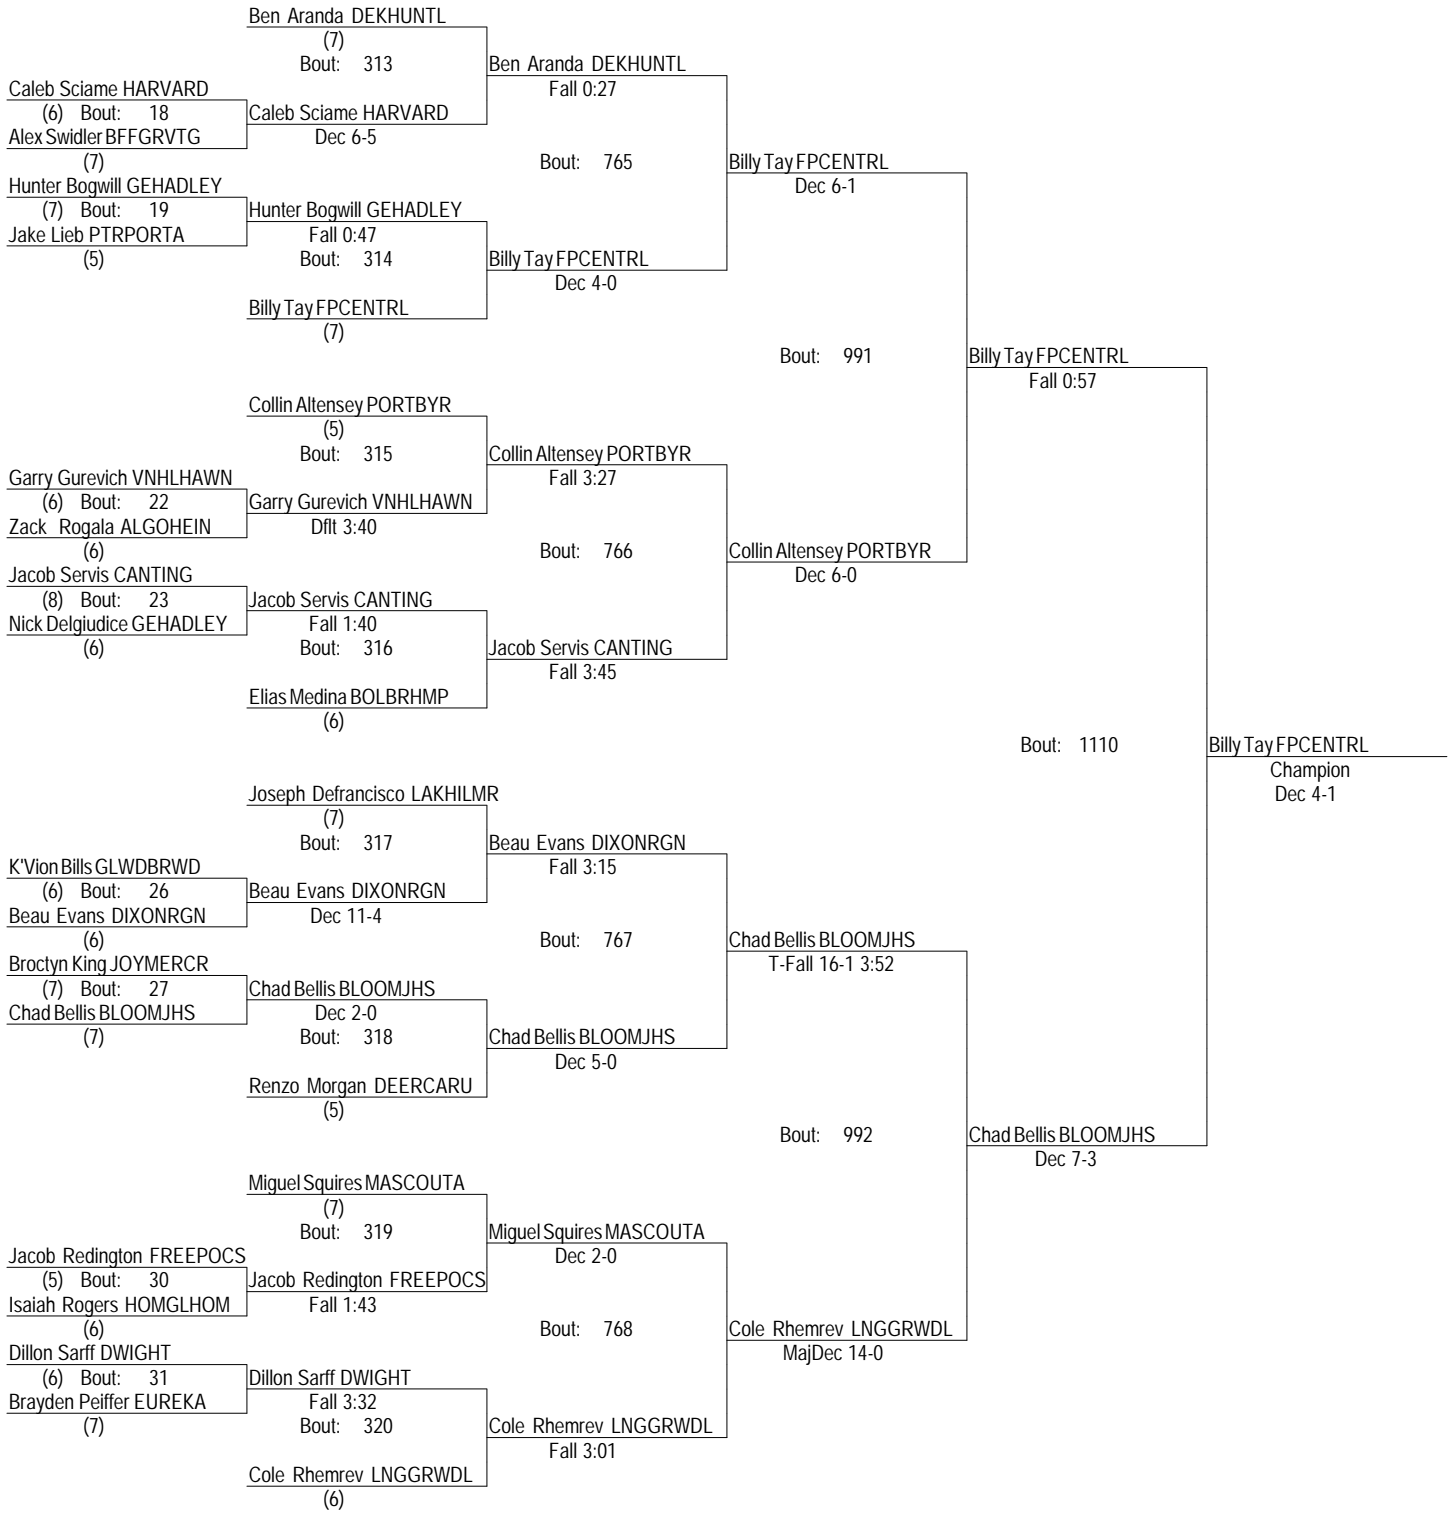 Ben Aranda DEKHUNTL
(7)
Bout: 313
Ben Aranda DEKHUNTL
Caleb Sciame HARVARD
Fall 0:27
(6) Bout: 18
Caleb Sciame HARVARD
Alex Swidler BFFGRVTG
Dec 6-5
(7)
Bout: 765
Billy Tay FPCENTRL
Hunter Bogwill GEHADLEY
Dec 6-1
(7) Bout: 19
Hunter Bogwill GEHADLEY
Jake Lieb PTRPORTA
Fall 0:47
(5)
Bout: 314
Billy Tay FPCENTRL
Dec 4-0
Billy Tay FPCENTRL
(7)
Bout: 991
Billy Tay FPCENTRL
Fall 0:57
Collin Altensey PORTBYR
(5)
Bout: 315
Collin Altensey PORTBYR
Garry Gurevich VNHLHAWN
Fall 3:27
(6) Bout: 22
Garry Gurevich VNHLHAWN
Zack Rogala ALGOHEIN
Dflt 3:40
(6)
Bout: 766
Collin Altensey PORTBYR
Jacob Servis CANTING
Dec 6-0
(8) Bout: 23
Jacob Servis CANTING
Nick Delgiudice GEHADLEY
Fall 1:40
(6)
Bout: 316
Jacob Servis CANTING
Fall 3:45
Elias Medina BOLBRHMP
(6)
Bout: 1110
Billy Tay FPCENTRL
Champion
Dec 4-1
Joseph Defrancisco LAKHILMR
(7)
Bout: 317
Beau Evans DIXONRGN
K'Vion Bills GLWDBRWD
Fall 3:15
(6) Bout: 26
Beau Evans DIXONRGN
Beau Evans DIXONRGN
Dec 11-4
(6)
Bout: 767
Chad Bellis BLOOMJHS
Broctyn King JOYMERCR
T-Fall 16-1 3:52
(7) Bout: 27
Chad Bellis BLOOMJHS
Chad Bellis BLOOMJHS
Dec 2-0
(7)
Bout: 318
Chad Bellis BLOOMJHS
Dec 5-0
Renzo Morgan DEERCARU
(5)
Bout: 992
Chad Bellis BLOOMJHS
Dec 7-3
Miguel Squires MASCOUTA
(7)
Bout: 319
Miguel Squires MASCOUTA
Jacob Redington FREEPOCS
Dec 2-0
(5) Bout: 30
Jacob Redington FREEPOCS
Isaiah Rogers HOMGLHOM
Fall 1:43
(6)
Bout: 768
Cole Rhemrev LNGGRWDL
Dillon Sarff DWIGHT
MajDec 14-0
(6) Bout: 31
Dillon Sarff DWIGHT
Brayden Peiffer EUREKA
Fall 3:32
(7)
Bout: 320
Cole Rhemrev LNGGRWDL
Fall 3:01
Cole Rhemrev LNGGRWDL
(6)